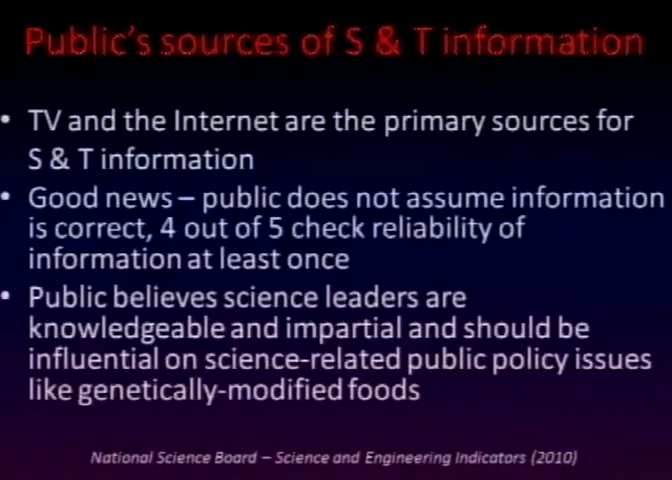 Public's sources of S & T information
• TV and the Internet are the primary sources for
S & T information
• Good news – public does not assume information
is correct, 4 out of 5 check reliability of
information at least once
• Public believes science leaders are
knowledgeable and impartial and should be
influential on science-related public policy issues
like genetically-modified foods
National Science Board – Science and Engineering Indicators (2010)